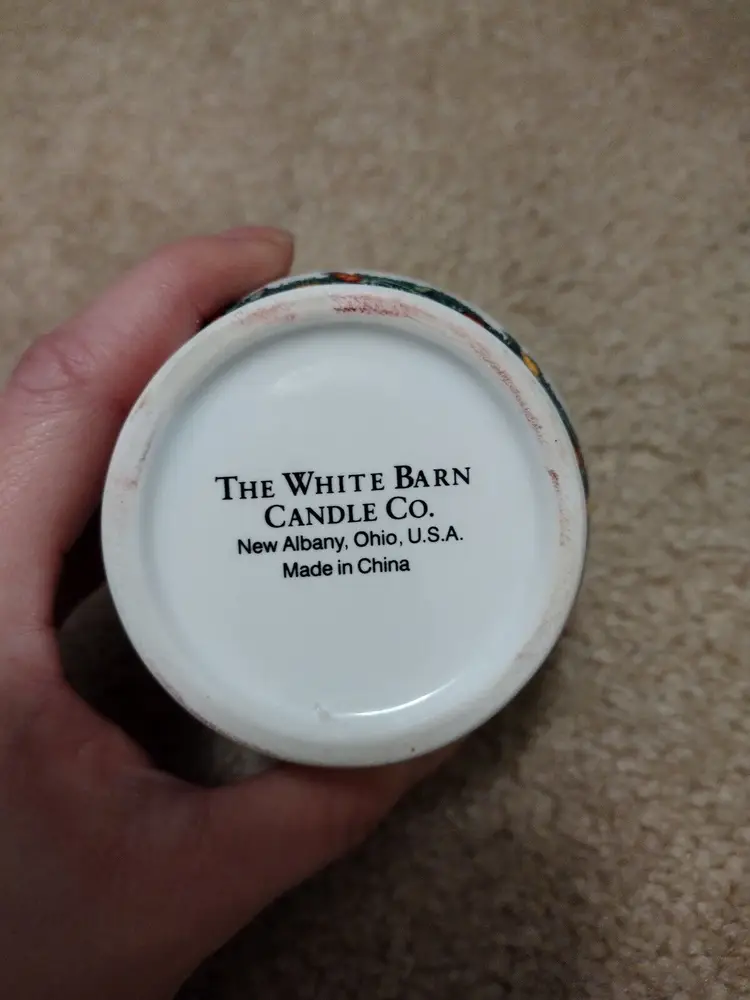 The White Barn
Candle Co.
New Albany, Ohio, U.S.A.
Made in China